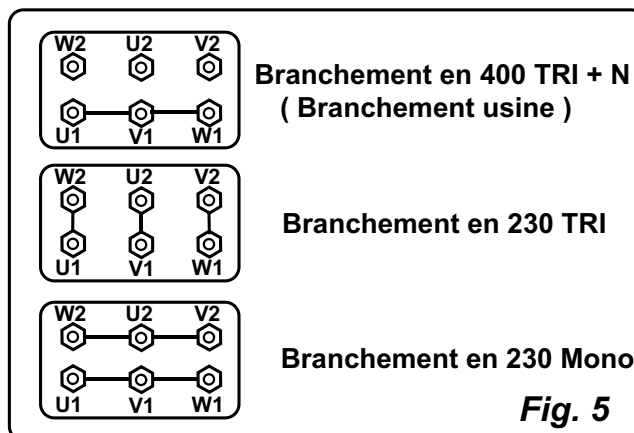 W2 U2 V2
U1 V1 W1
Branchement en 400 TRI + N
( Branchement usine )
W2 U2 V2
U1 V1 W1
Branchement en 230 TRI
W2 U2 V2
U1 V1 W1
Branchement en 230 Mono
Fig. 5